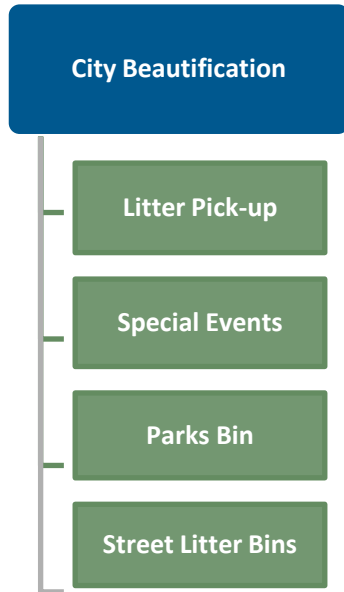 City Beautification
Litter Pick-up
Special Events
Parks Bin
Street Litter Bins